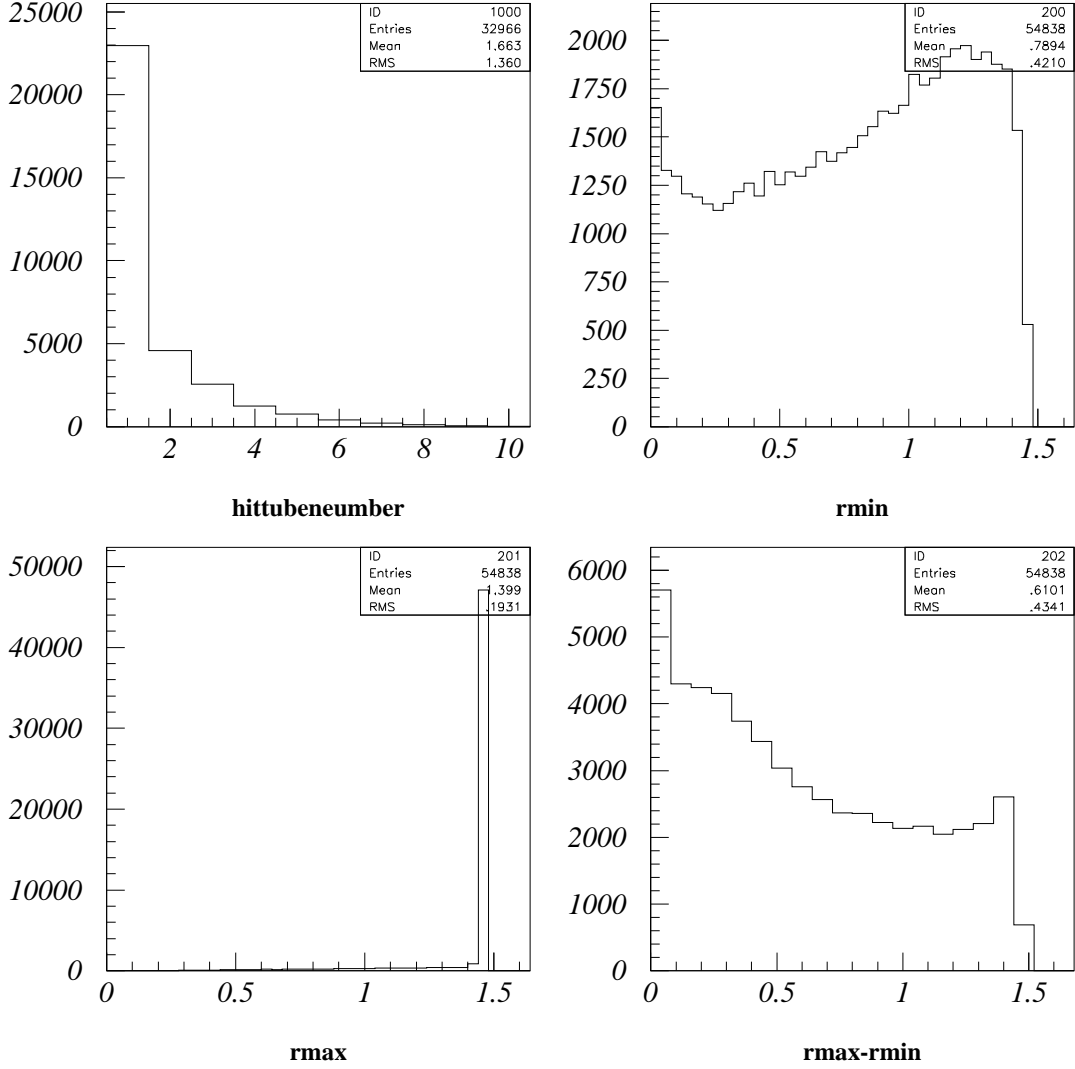 25000
20000
15000
10000
5000
0
2 4 6 8 10
ID 1000
Entries 32966
Mean 1.663
RMS 1.360
hittubeneumber
2000
1750
1500
1250
1000
750
500
250
0
0 0.5 1 1.5
ID 200
Entries 54838
Mean .7894
RMS .4210
rmin
50000
40000
30000
20000
10000
0
0 0.5 1 1.5
ID 201
Entries 54838
Mean 1.399
RMS .1931
rmax
6000
5000
4000
3000
2000
1000
0
0 0.5 1 1.5
ID 202
Entries 54838
Mean .6101
RMS .4341
rmax-rmin